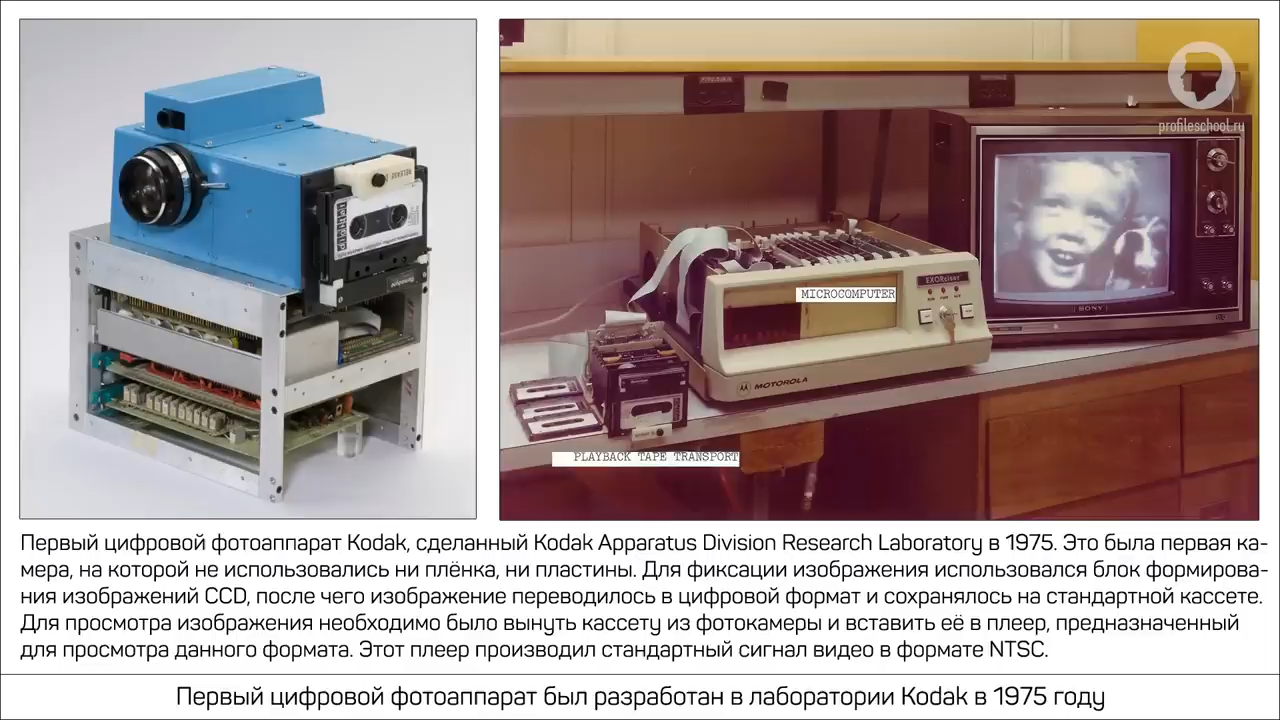 profileschool.ru
EXORciser
MICROCOMPUTER
SONY
MOTOROLA
PLAYBACK TAPE TRANSPORT
Первый цифровой фотоаппарат Kodak, сделанный Kodak Apparatus Division Research Laboratory в 1975. Это была первая ка-
мера, на которой не использовались ни плёнка, ни пластины. Для фиксации изображения использовался блок формирова-
ния изображений CCD, после чего изображение переводилось в цифровой формат и сохранялось на стандартной кассете.
Для просмотра изображения необходимо было вынуть кассету из фотокамеры и вставить её в плеер, предназначенный
для просмотра данного формата. Этот плеер производил стандартный сигнал видео в формате NTSC.
Первый цифровой фотоаппарат был разработан в лаборатории Kodak в 1975 году